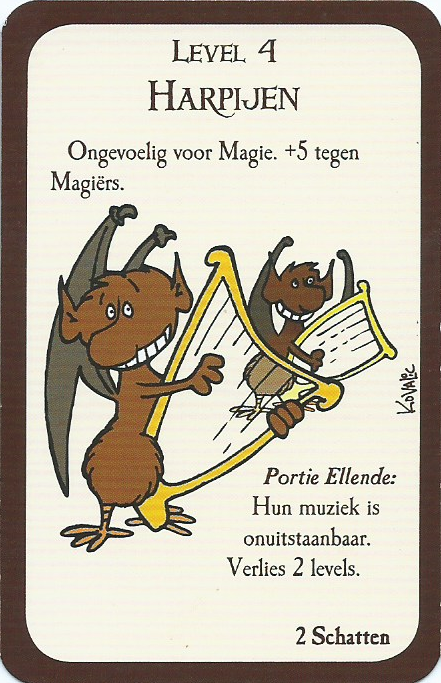 Level 4
Harpijen
Ongevoelig voor Magie. +5 tegen
Magiërs.
Kovalic
Portie Ellende:
Hun muziek is
onuitstaanbaar.
Verlies 2 levels.
2 Schatten